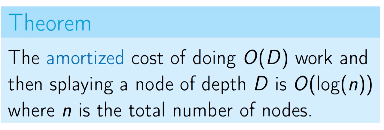 Theorem
The amortized cost of doing O(D) work and
then splaying a node of depth D is O(log(n))
where n is the total number of nodes.